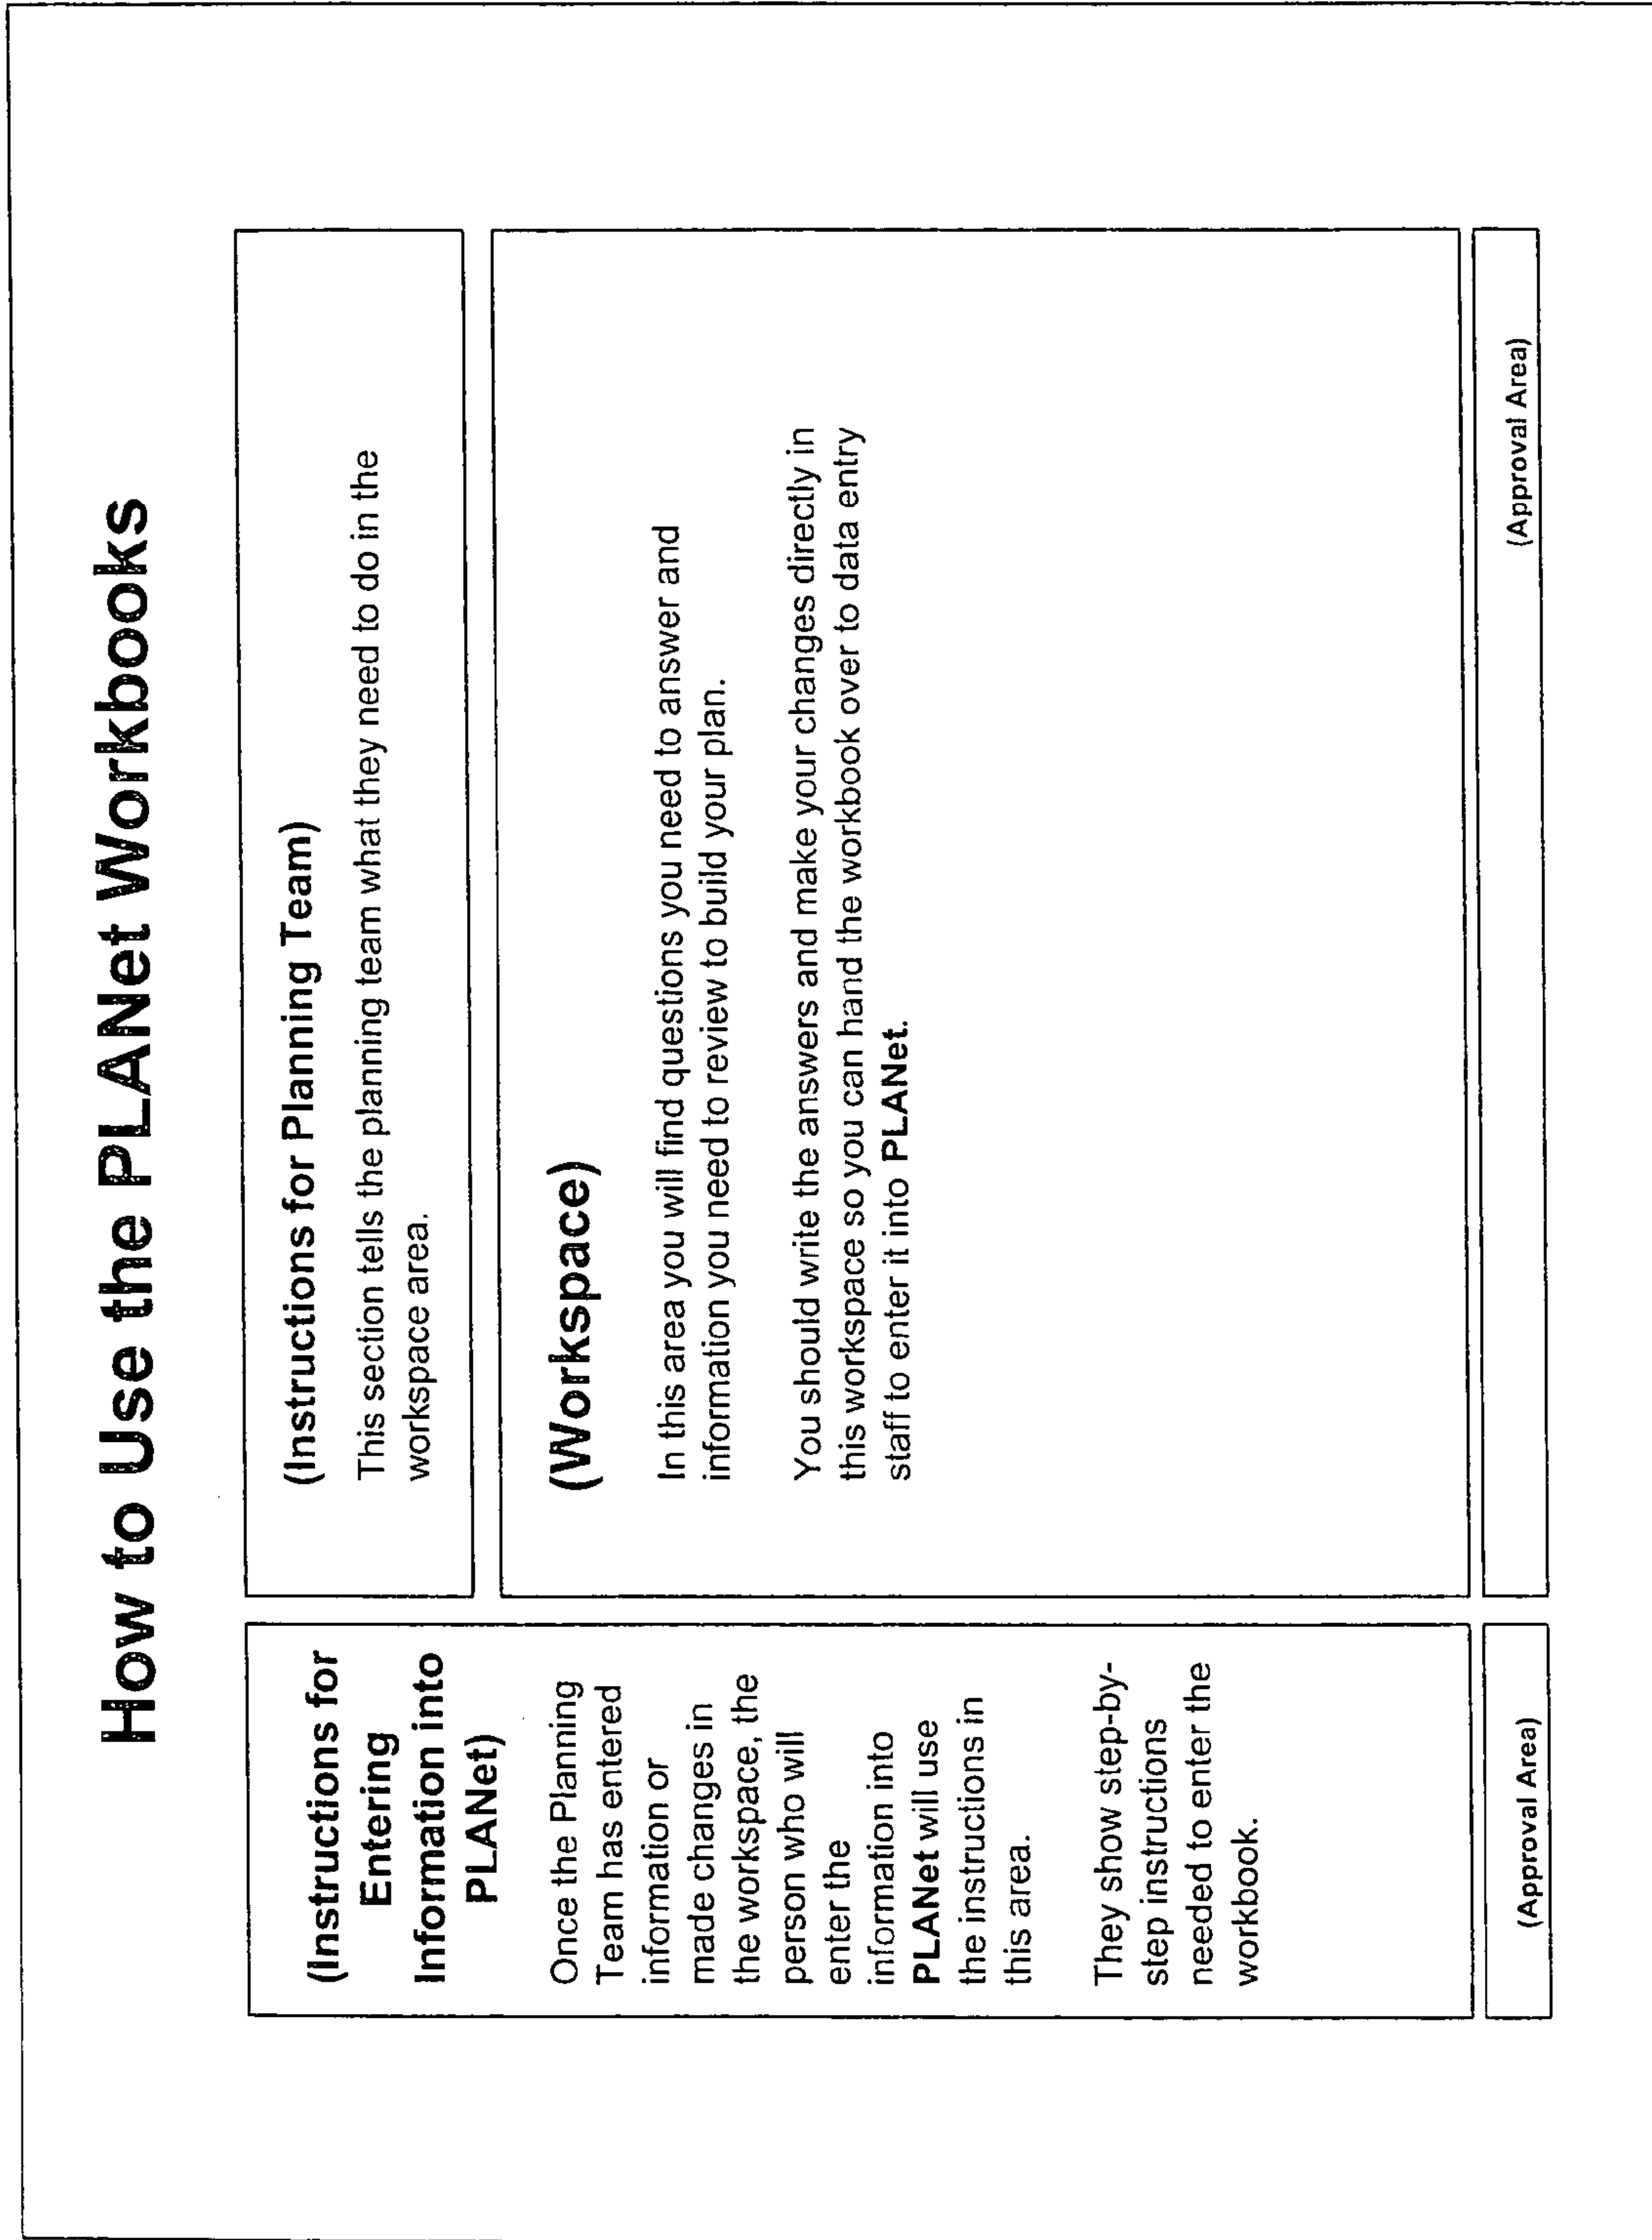 How to Use the PLANet Workbooks
(Instructions for
Entering
Information into
PLANet)
Once the Planning
Team has entered
information or
made changes in
the workspace, the
person who will
enter the
information into
PLANet will use
the instructions in
this area.
They show step-by-
step instructions
needed to enter the
workbook.
(Approval Area)
(Instructions for Planning Team)
This section tells the planning team what they need to do in the
workspace area.
(Workspace)
In this area you will find questions you need to answer and
information you need to review to build your plan.
You should write the answers and make your changes directly in
this workspace so you can hand the workbook over to data entry
staff to enter it into PLANet.
(Approval Area)